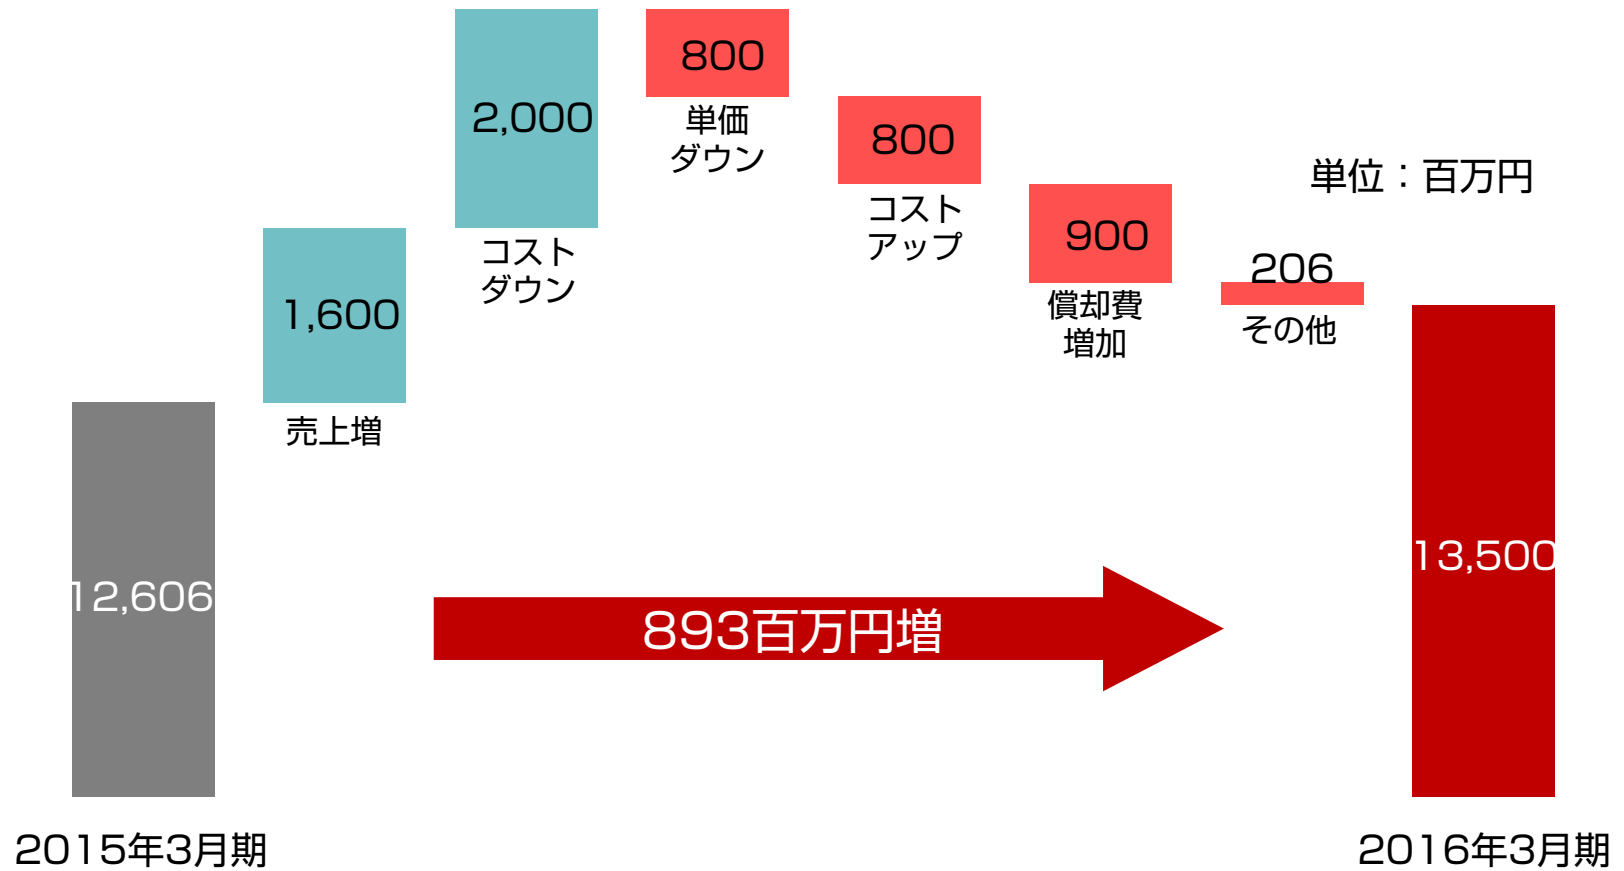 800
2,000
単価
ダウン
800
単位：百万円
コスト
アップ
900
コスト
ダウン
206
1,600
償却費
増加
その他
売上増
13,500
12,606
893百万円増
2015年3月期
2016年3月期